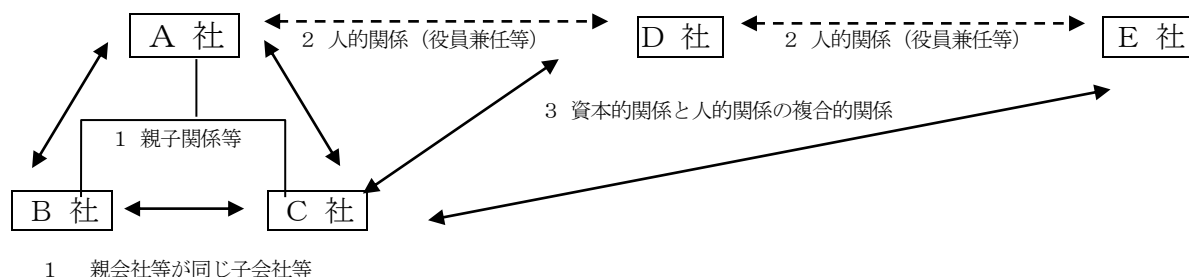 A 社
2 人的関係（役員兼任等）
D 社
2 人的関係（役員兼任等）
E 社
3 資本的関係と人的関係の複合的関係
1 親子関係等
B 社
C 社
1 親会社等が同じ子会社等